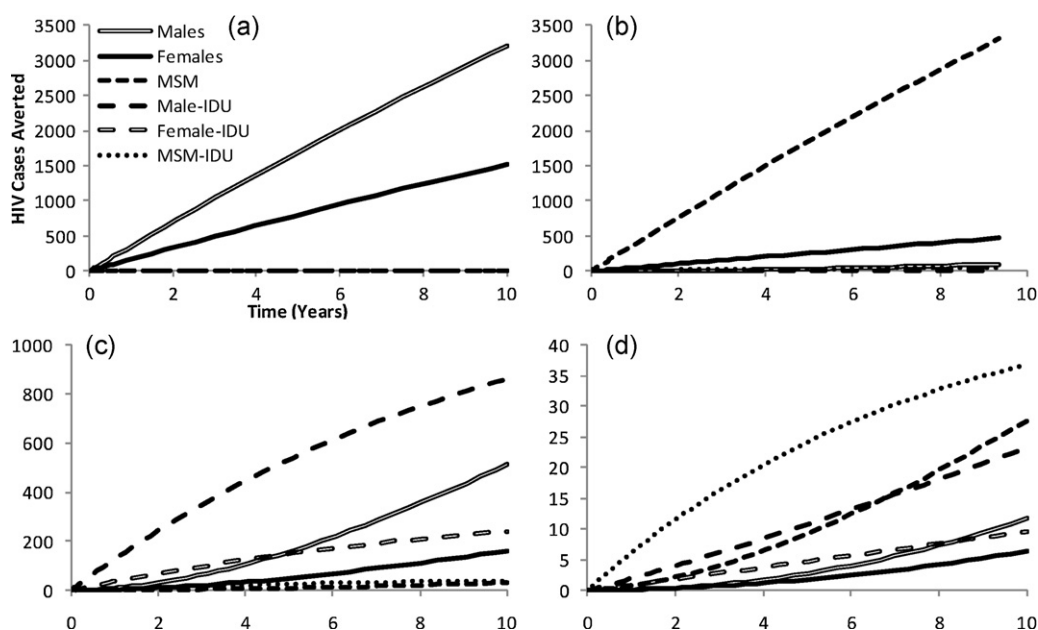 HIV Cases Averted
3500
3000
2500
2000
1500
1000
500
0
(a)
Males
Females
MSM
Male-IDU
Female-IDU
MSM-IDU
0 2 4 6 8 10
Time (Years)
3500
3000
2500
2000
1500
1000
500
0
(b)
0 2 4 6 8 10
1000
800
600
400
200
0
(c)
0 2 4 6 8 10
40
35
30
25
20
15
10
5
0
(d)
0 2 4 6 8 10